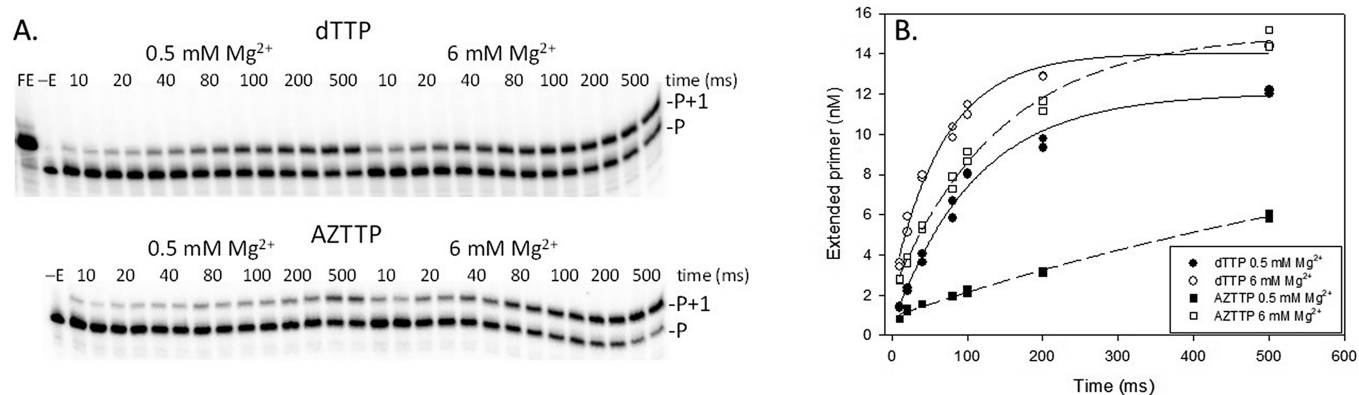 A.
dTTP
0.5 mM Mg²⁺ 6 mM Mg²⁺
FE –E 10 20 40 80 100 200 500 10 20 40 80 100 200 500 time (ms)
-P+1
-P
AZTTP
0.5 mM Mg²⁺ 6 mM Mg²⁺
–E 10 20 40 80 100 200 500 10 20 40 80 100 200 500 time (ms)
-P+1
-P
B.
Extended primer (nM)
16
14
12
10
8
6
4
2
0
dTTP 0.5 mM Mg²⁺
dTTP 6 mM Mg²⁺
AZTTP 0.5 mM Mg²⁺
AZTTP 6 mM Mg²⁺
0 100 200 300 400 500 600
Time (ms)